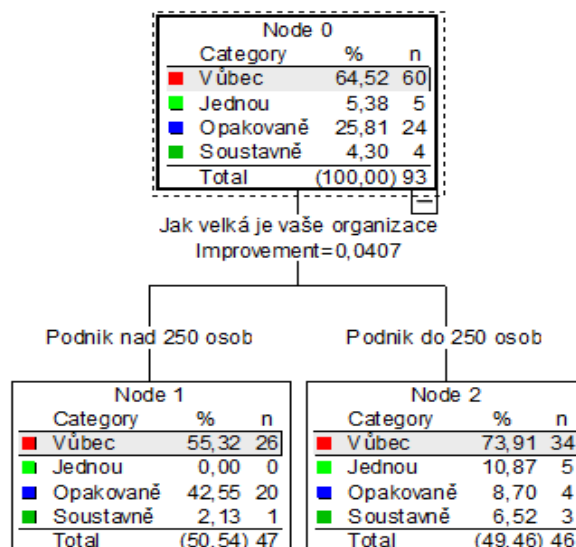 Node 0
Category % n
Vůbec 64,52 60
Jednou 5,38 5
Opakovaně 25,81 24
Soustavně 4,30 4
Total (100,00) 93
Jak velká je vaše organizace
Improvement=0,0407
Podnik nad 250 osob
Podnik do 250 osob
Node 1
Category % n
Vůbec 55,32 26
Jednou 0,00 0
Opakovaně 42,55 20
Soustavně 2,13 1
Total (50,54) 47
Node 2
Category % n
Vůbec 73,91 34
Jednou 10,87 5
Opakovaně 8,70 4
Soustavně 6,52 3
Total (49,46) 46